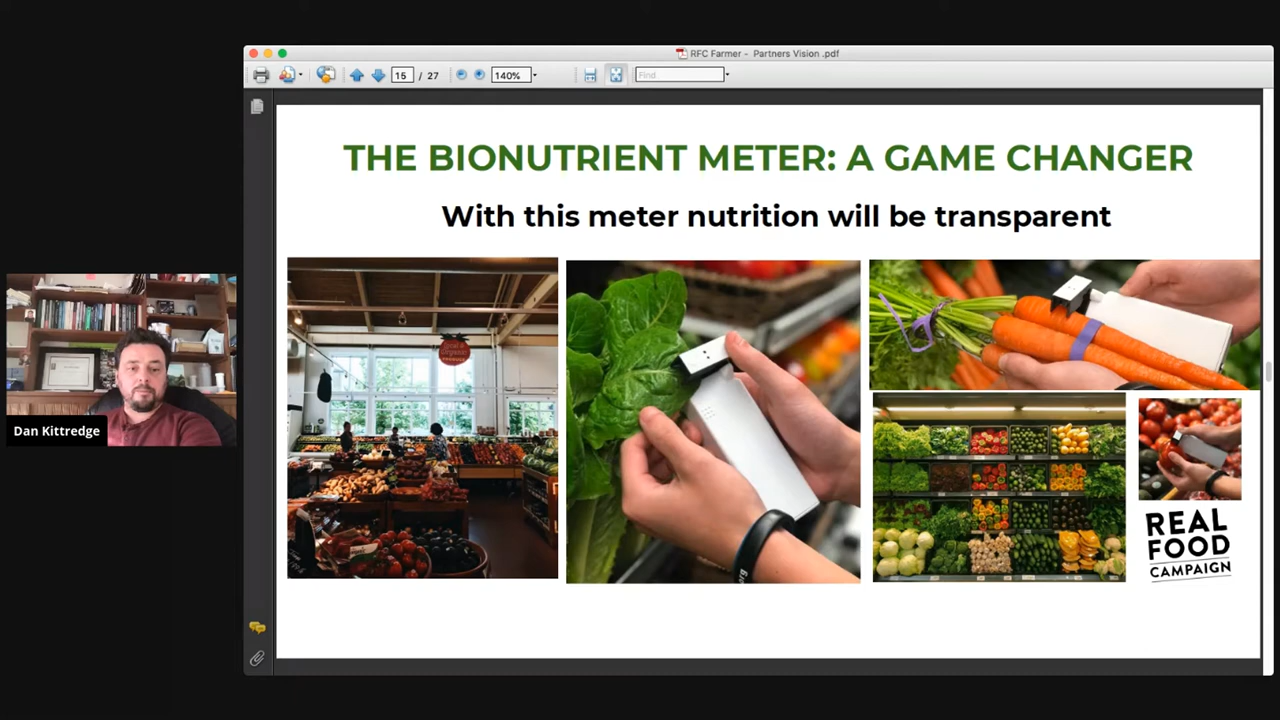 RFC Farmer - Partners Vision .pdf
15 / 27
140%
Find
THE BIONUTRIENT METER: A GAME CHANGER
With this meter nutrition will be transparent
REAL
FOOD
CAMPAIGN
Dan Kittredge